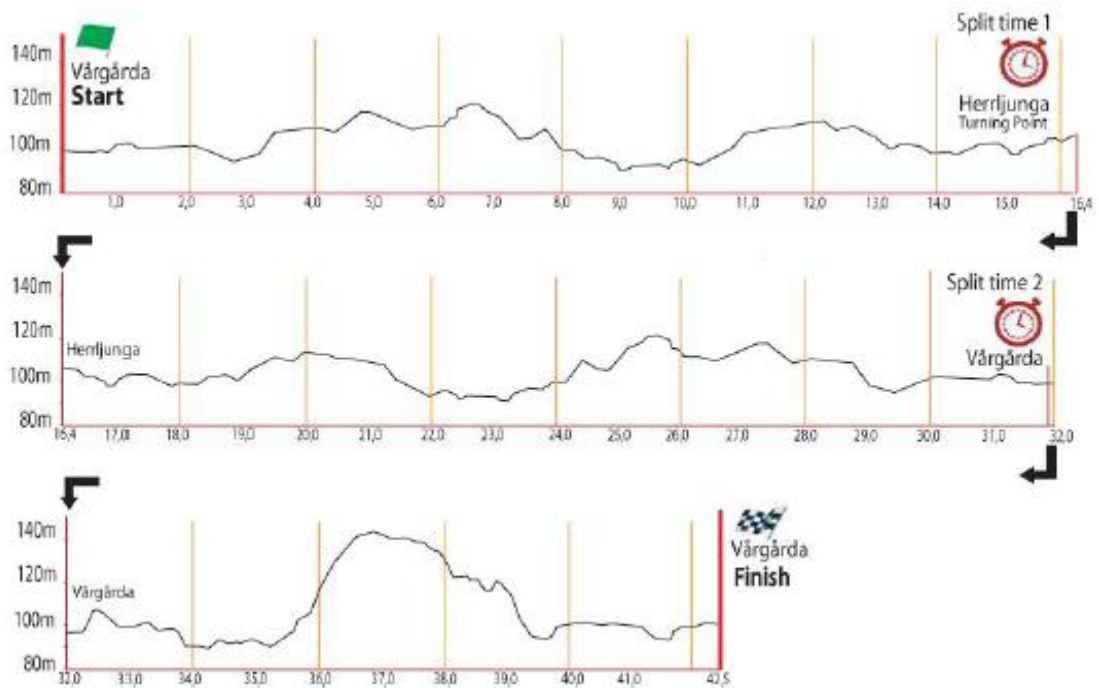 140m
120m
100m
80m
Vårgårda
Start
Split time 1
Herrljunga
Turning Point
1,0 2,0 3,0 4,0 5,0 6,0 7,0 8,0 9,0 10,0 11,0 12,0 13,0 14,0 15,0 16,4
140m
120m
100m
80m
Herrljunga
Split time 2
Vårgårda
16,4 17,0 18,0 19,0 20,0 21,0 22,0 23,0 24,0 25,0 26,0 27,0 28,0 29,0 30,0 31,0 32,0
140m
120m
100m
80m
Vårgårda
Vårgårda
Finish
32,0 33,0 34,0 35,0 36,0 37,0 38,0 39,0 40,0 41,0 42,5